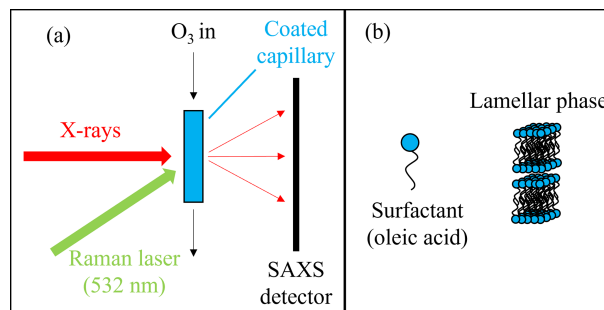 (a)
O₃ in
Coated
capillary
X-rays
Raman laser
(532 nm)
SAXS
detector
(b)
Lamellar phase
Surfactant
(oleic acid)